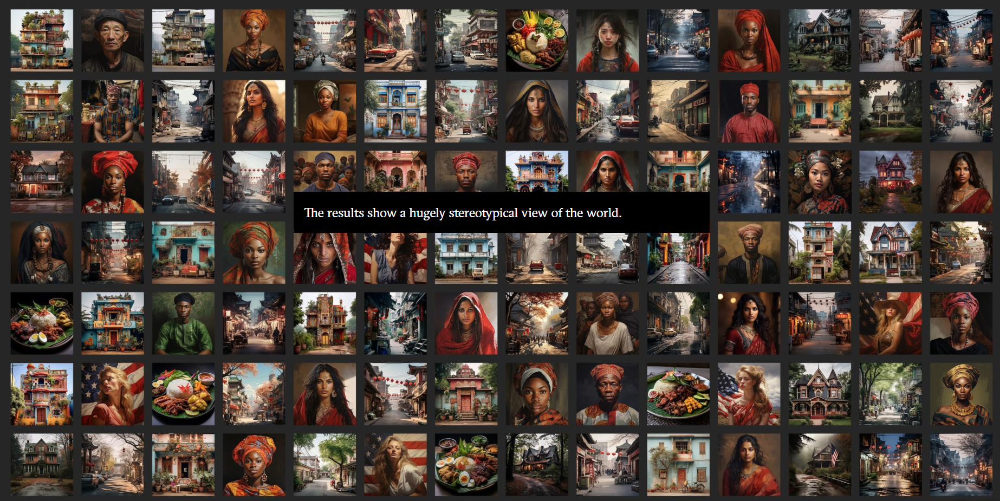 The results show a hugely stereotypical view of the world.